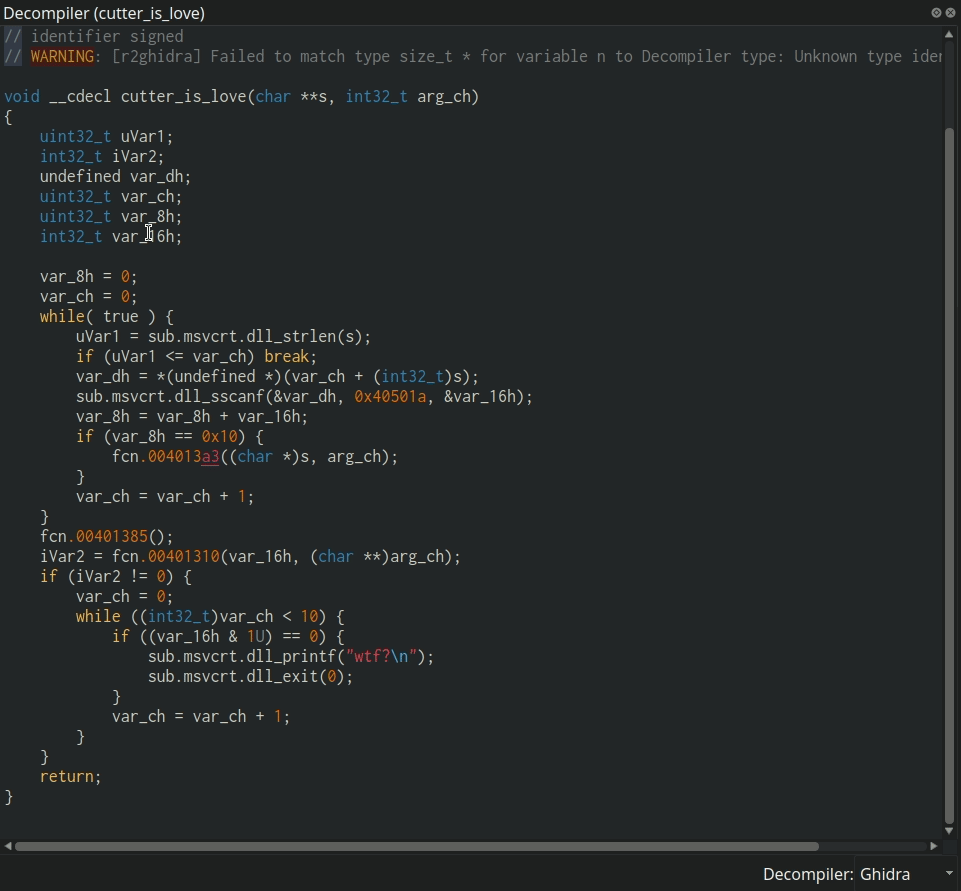 Decompiler (cutter_is_love)
// identifier signed
// WARNING: [r2ghidra] Failed to match type size_t * for variable n to Decompiler type: Unknown type iden
void __cdecl cutter_is_love(char **s, int32_t arg_ch)
{
    uint32_t uVar1;
    int32_t iVar2;
    undefined var_dh;
    uint32_t var_ch;
    uint32_t var_8h;
    int32_t var_16h;
    var_8h = 0;
    var_ch = 0;
    while( true ) {
        uVar1 = sub.msvcrt.dll_strlen(s);
        if (uVar1 <= var_ch) break;
        var_dh = *(undefined *)(var_ch + (int32_t)s);
        sub.msvcrt.dll_sscanf(&var_dh, 0x40501a, &var_16h);
        var_8h = var_8h + var_16h;
        if (var_8h == 0x10) {
            fcn.004013a3((char *)s, arg_ch);
        }
        var_ch = var_ch + 1;
    }
    fcn.00401385();
    iVar2 = fcn.00401310(var_16h, (char **)arg_ch);
    if (iVar2 != 0) {
        var_ch = 0;
        while ((int32_t)var_ch < 10) {
            if ((var_16h & 1U) == 0) {
                sub.msvcrt.dll_printf("wtf?\n");
                sub.msvcrt.dll_exit(0);
            }
            var_ch = var_ch + 1;
        }
    }
    return;
}
Decompiler: Ghidra